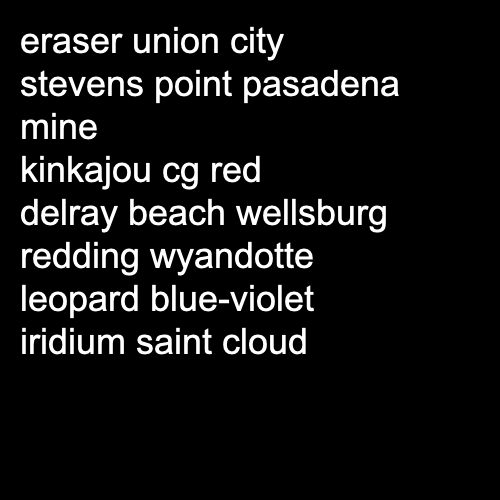 eraser union city
stevens point pasadena
mine
kinkajou cg red
delray beach wellsburg
redding wyandotte
leopard blue-violet
iridium saint cloud